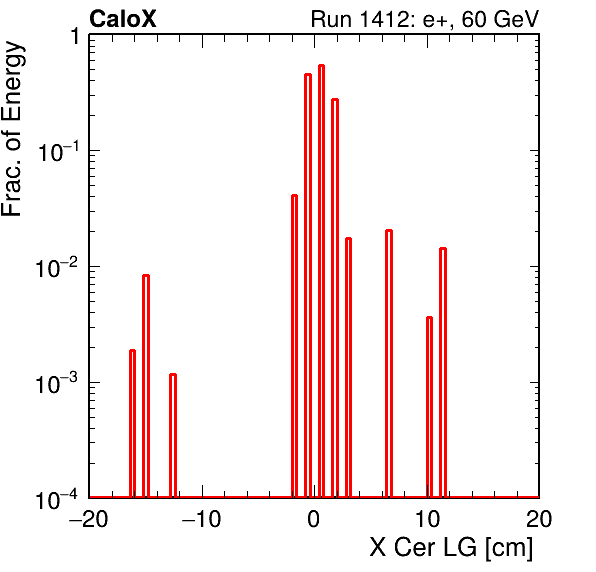 CaloX Run 1412: e+, 60 GeV
Frac. of Energy
1
10⁻¹
10⁻²
10⁻³
10⁻⁴
−20 −10 0 10 20
X Cer LG [cm]